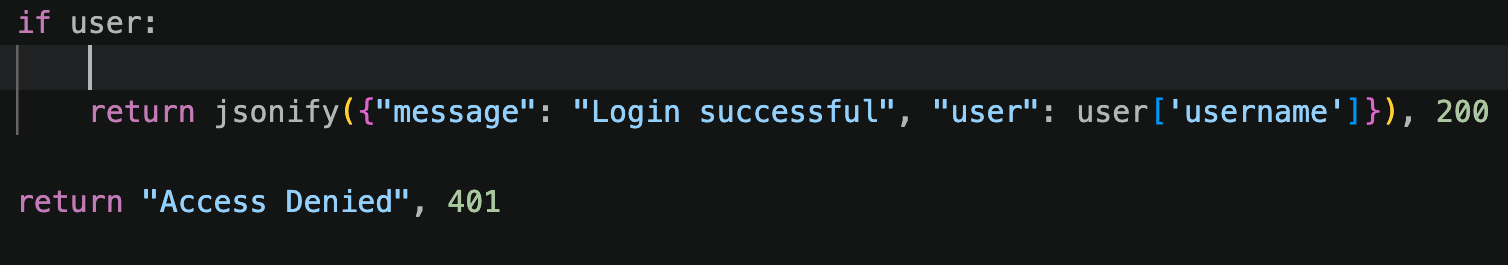 if user:
return jsonify({"message": "Login successful", "user": user['username']}), 200
return "Access Denied", 401